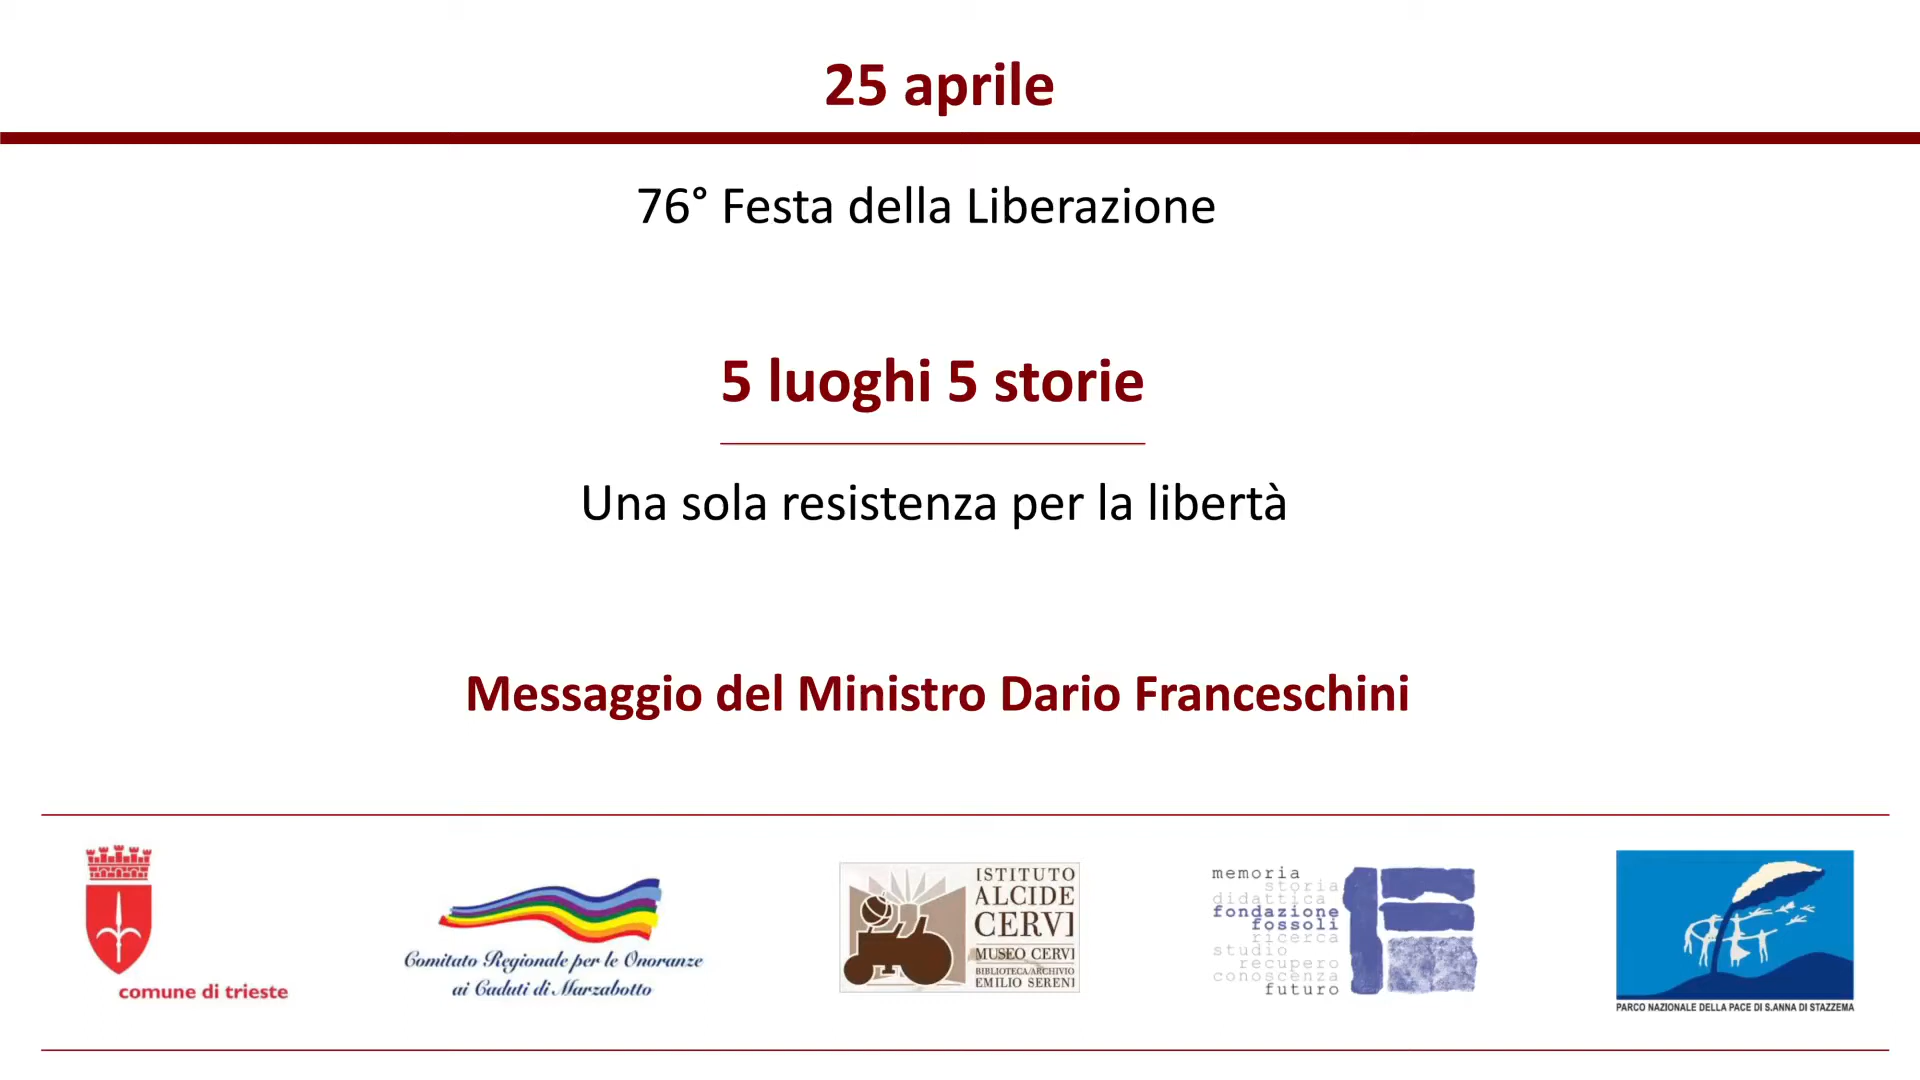 25 aprile
76° Festa della Liberazione
5 luoghi 5 storie
Una sola resistenza per la libertà
Messaggio del Ministro Dario Franceschini
comune di trieste
Comitato Regionale per le Onoranze
ai Caduti di Marzabotto
ISTITUTO
ALCIDE
CERVI
MUSEO CERVI
BIBLIOTECA/ARCHIVIO
EMILIO SERENI
memoria
storia
didattica
fondazione
fossoli
ricerca
studio
recupero
conoscenza
futuro
PARCO NAZIONALE DELLA PACE DI S.ANNA DI STAZZEMA